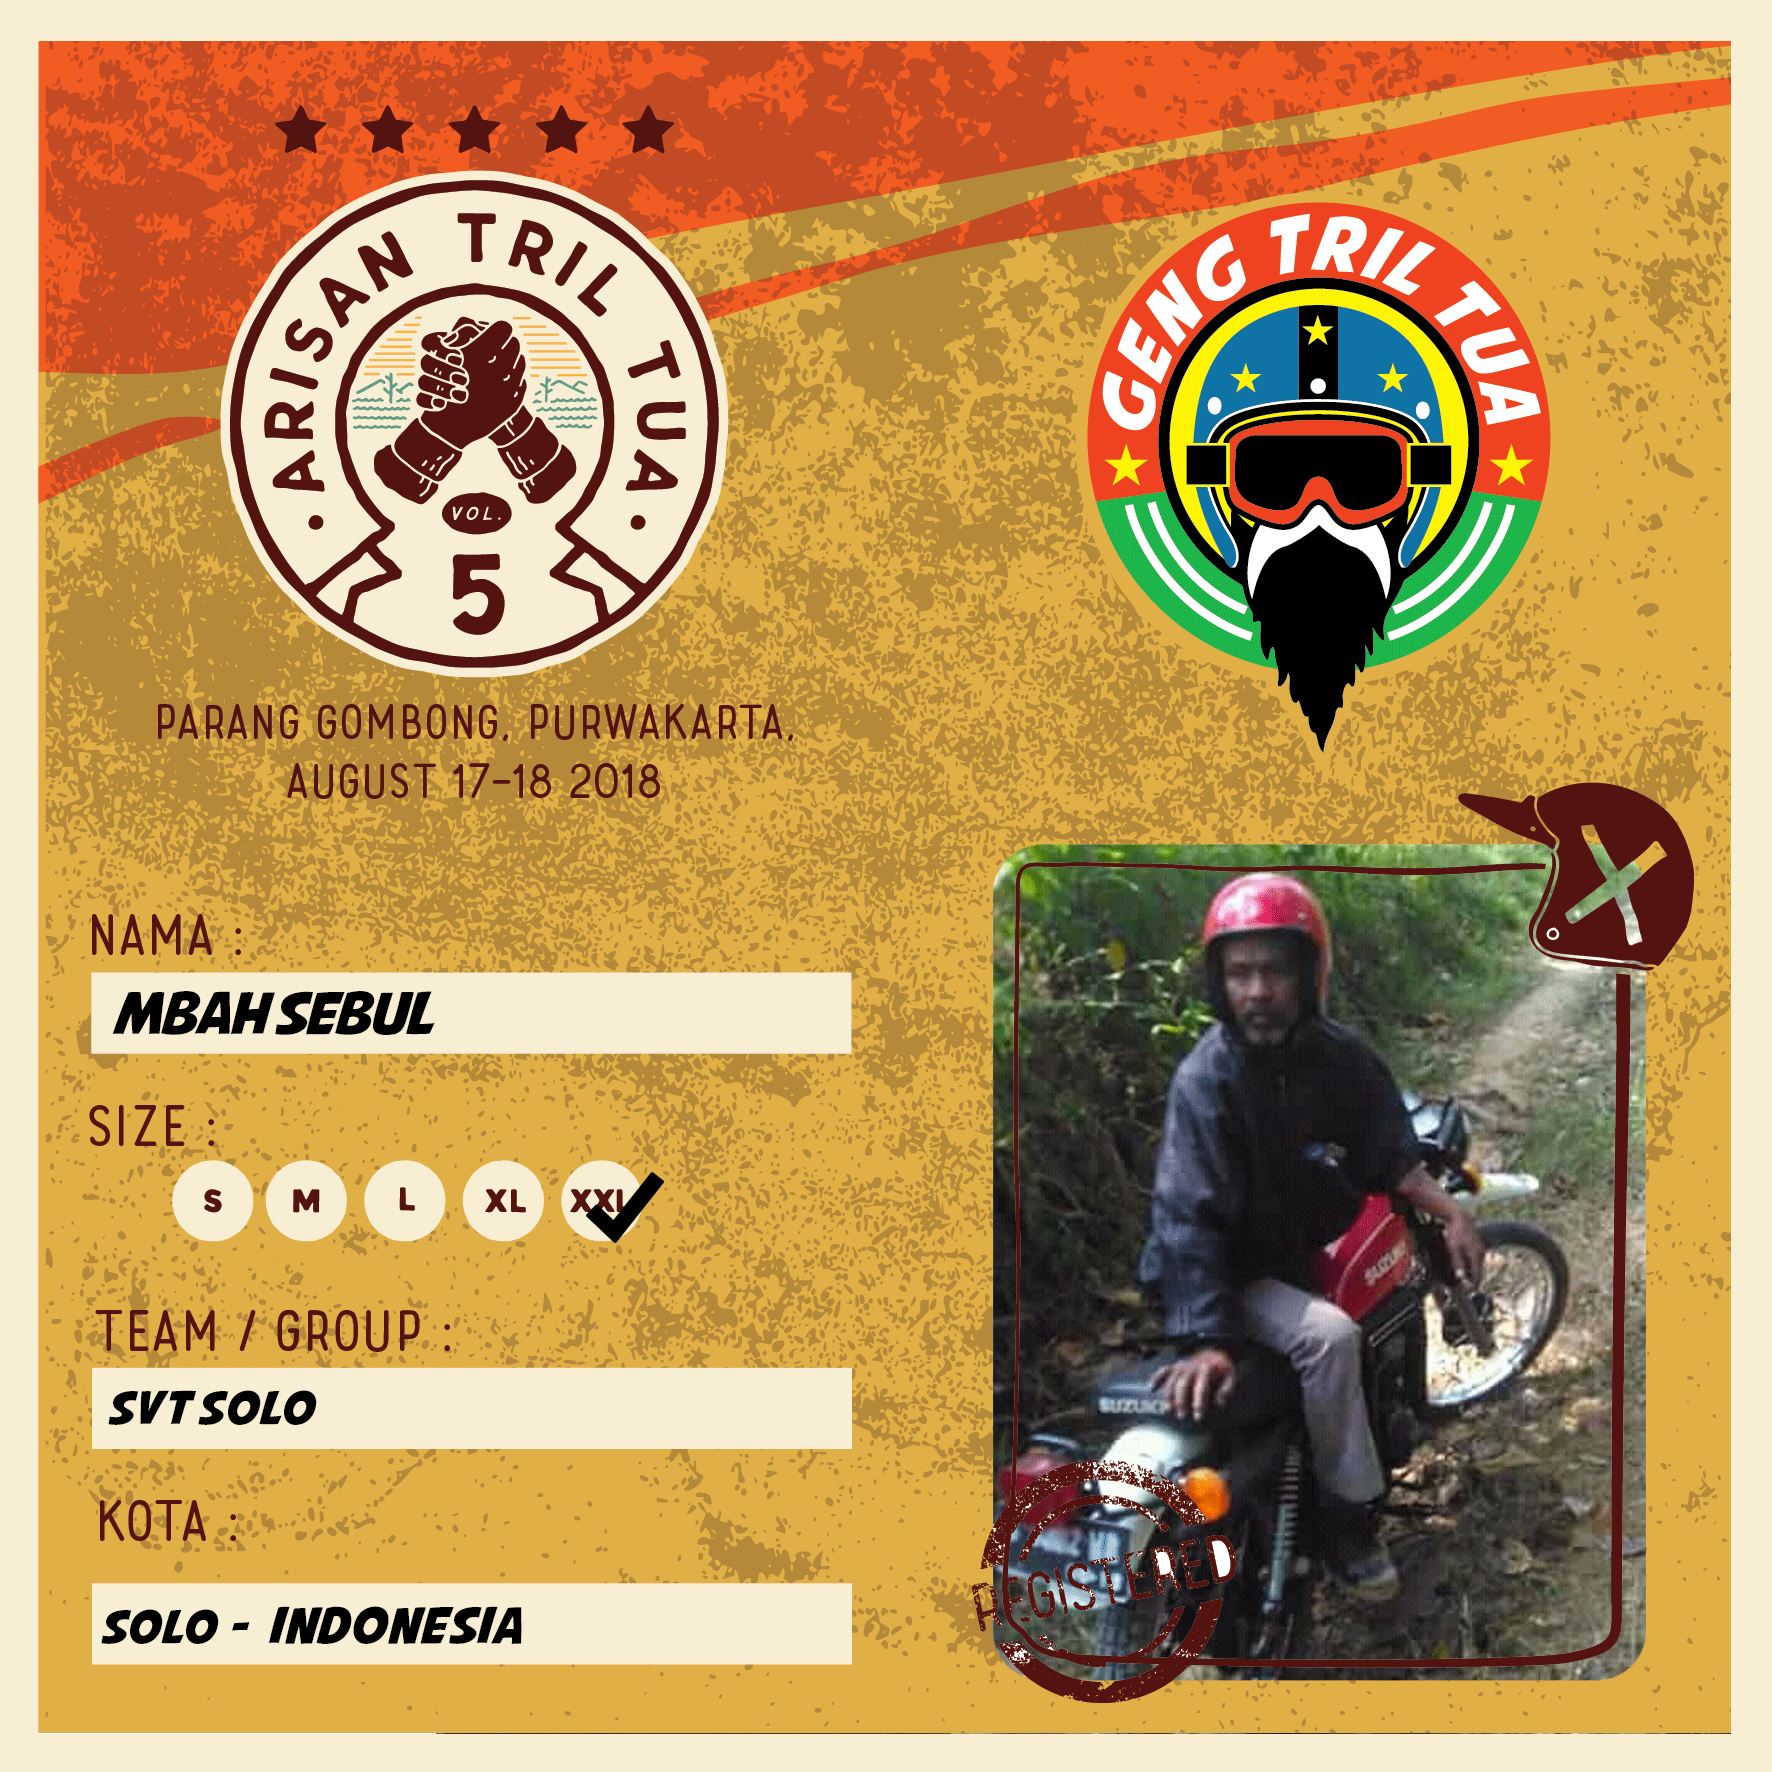 ARISAN TRIL TUA
VOL.
5
GENG TRIL TUA
PARANG GOMBONG, PURWAKARTA,
AUGUST 17-18 2018
NAMA :
MBAH SEBUL
SIZE :
S M L XL XXL
TEAM / GROUP :
SVT SOLO
KOTA :
SOLO - INDONESIA
SUZUKI
SUZUKI
REGISTERED